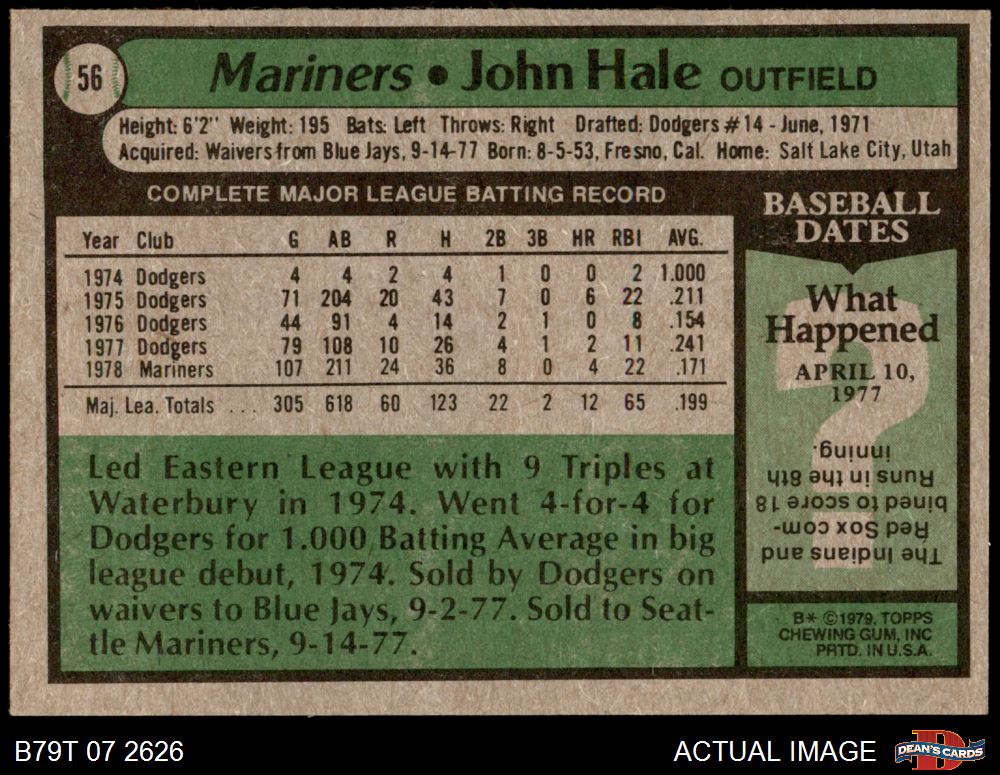 56
Mariners • John Hale OUTFIELD
Height: 6'2" Weight: 195 Bats: Left Throws: Right Drafted: Dodgers #14 - June, 1971
Acquired: Waivers from Blue Jays, 9-14-77 Born: 8-5-53, Fresno, Cal. Home: Salt Lake City, Utah
COMPLETE MAJOR LEAGUE BATTING RECORD
Year Club G AB R H 2B 3B HR RBI AVG.
1974 Dodgers 4 4 2 4 1 0 0 2 1.000
1975 Dodgers 71 204 20 43 7 0 6 22 .211
1976 Dodgers 44 91 4 14 2 1 0 8 .154
1977 Dodgers 79 108 10 26 4 1 2 11 .241
1978 Mariners 107 211 24 36 8 0 4 22 .171
Maj. Lea. Totals ... 305 618 60 123 22 2 12 65 .199
Led Eastern League with 9 Triples at
Waterbury in 1974. Went 4-for-4 for
Dodgers for 1.000 Batting Average in big
league debut, 1974. Sold by Dodgers on
waivers to Blue Jays, 9-2-77. Sold to Seat-
tle Mariners, 9-14-77.
BASEBALL
DATES
What
Happened
APRIL 10,
1977
?
The Indians and
Red Sox com-
bined to score 18
Runs in the 8th
inning.
B* ©1979, TOPPS
CHEWING GUM, INC
PRTD. IN U.S.A.
B79T 07 2626
ACTUAL IMAGE
D
DEAN'S CARDS